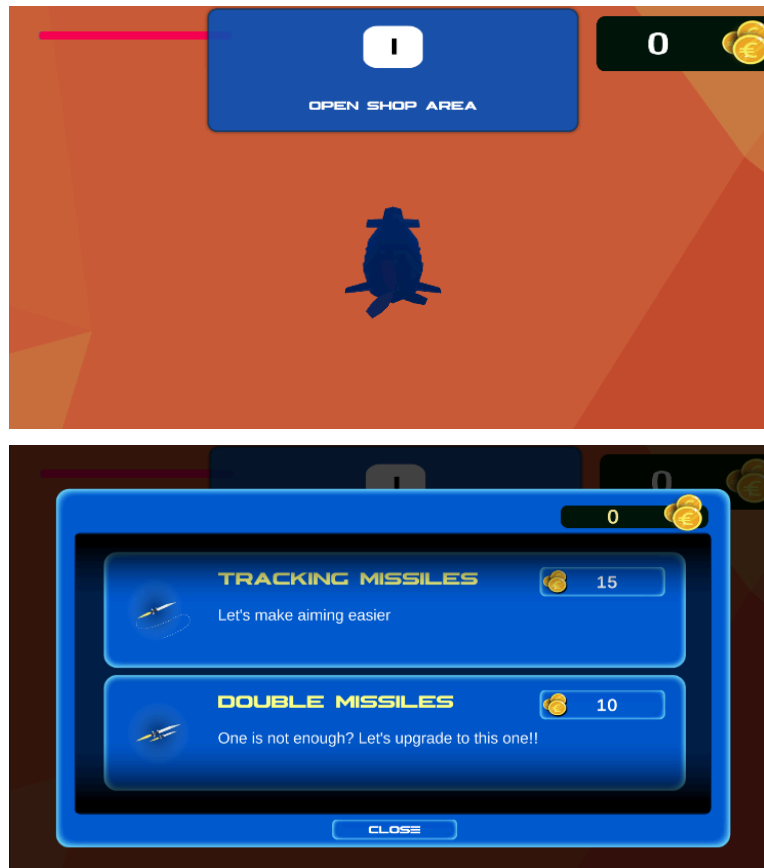 I
0
OPEN SHOP AREA
0
0
TRACKING MISSILES
15
Let's make aiming easier
DOUBLE MISSILES
10
One is not enough? Let's upgrade to this one!!
CLOSE